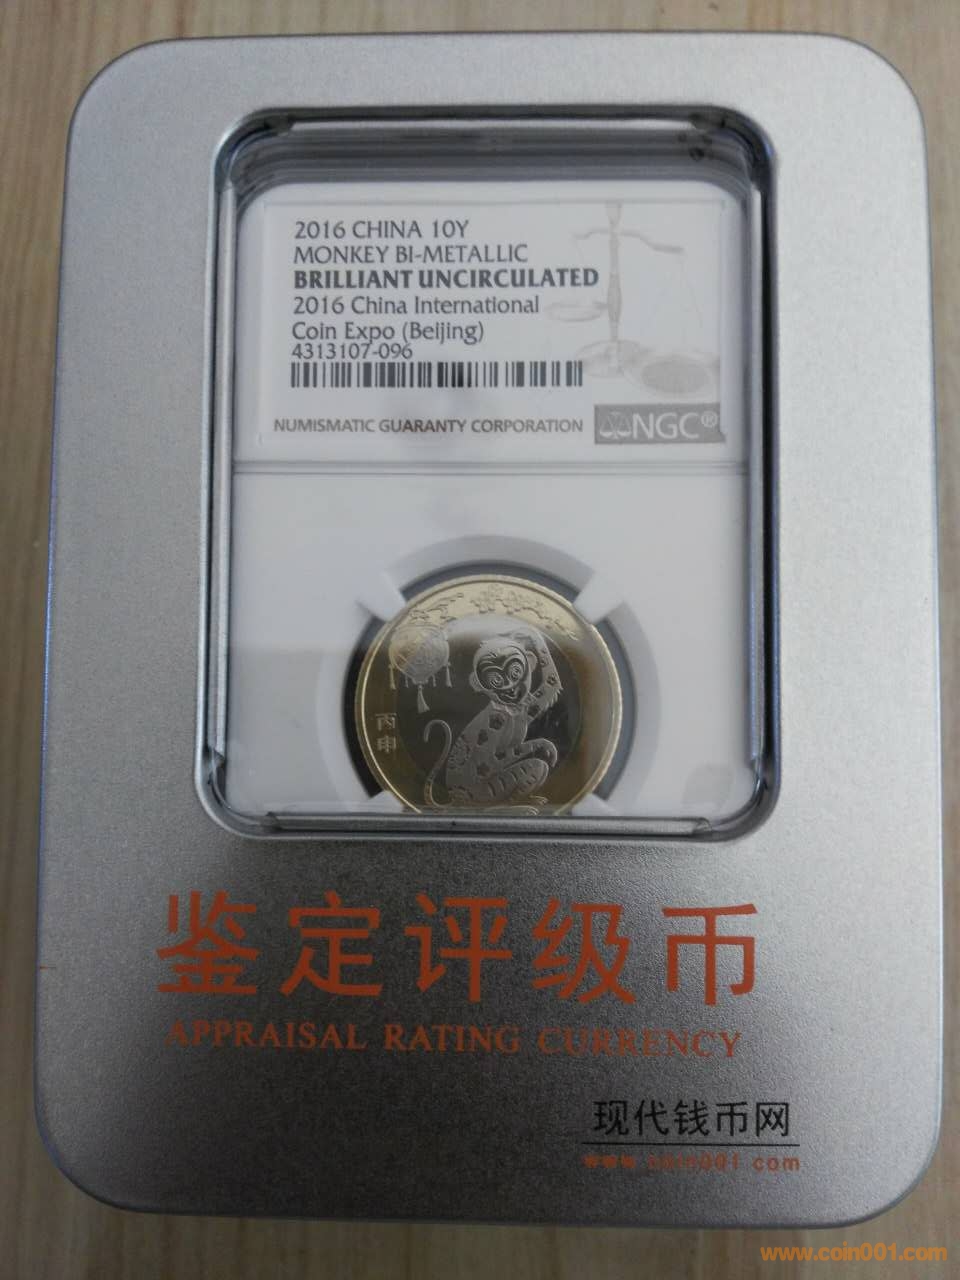 2016 CHINA 10Y
MONKEY BI-METALLIC
BRILLIANT UNCIRCULATED
2016 China International
Coin Expo (Beijing)
4313107-096
NUMISMATIC GUARANTY CORPORATION
NGC®
丙申
鉴定评级币
APPRAISAL RATING CURRENCY
现代钱币网
www.coin001.com
www.coin001.com